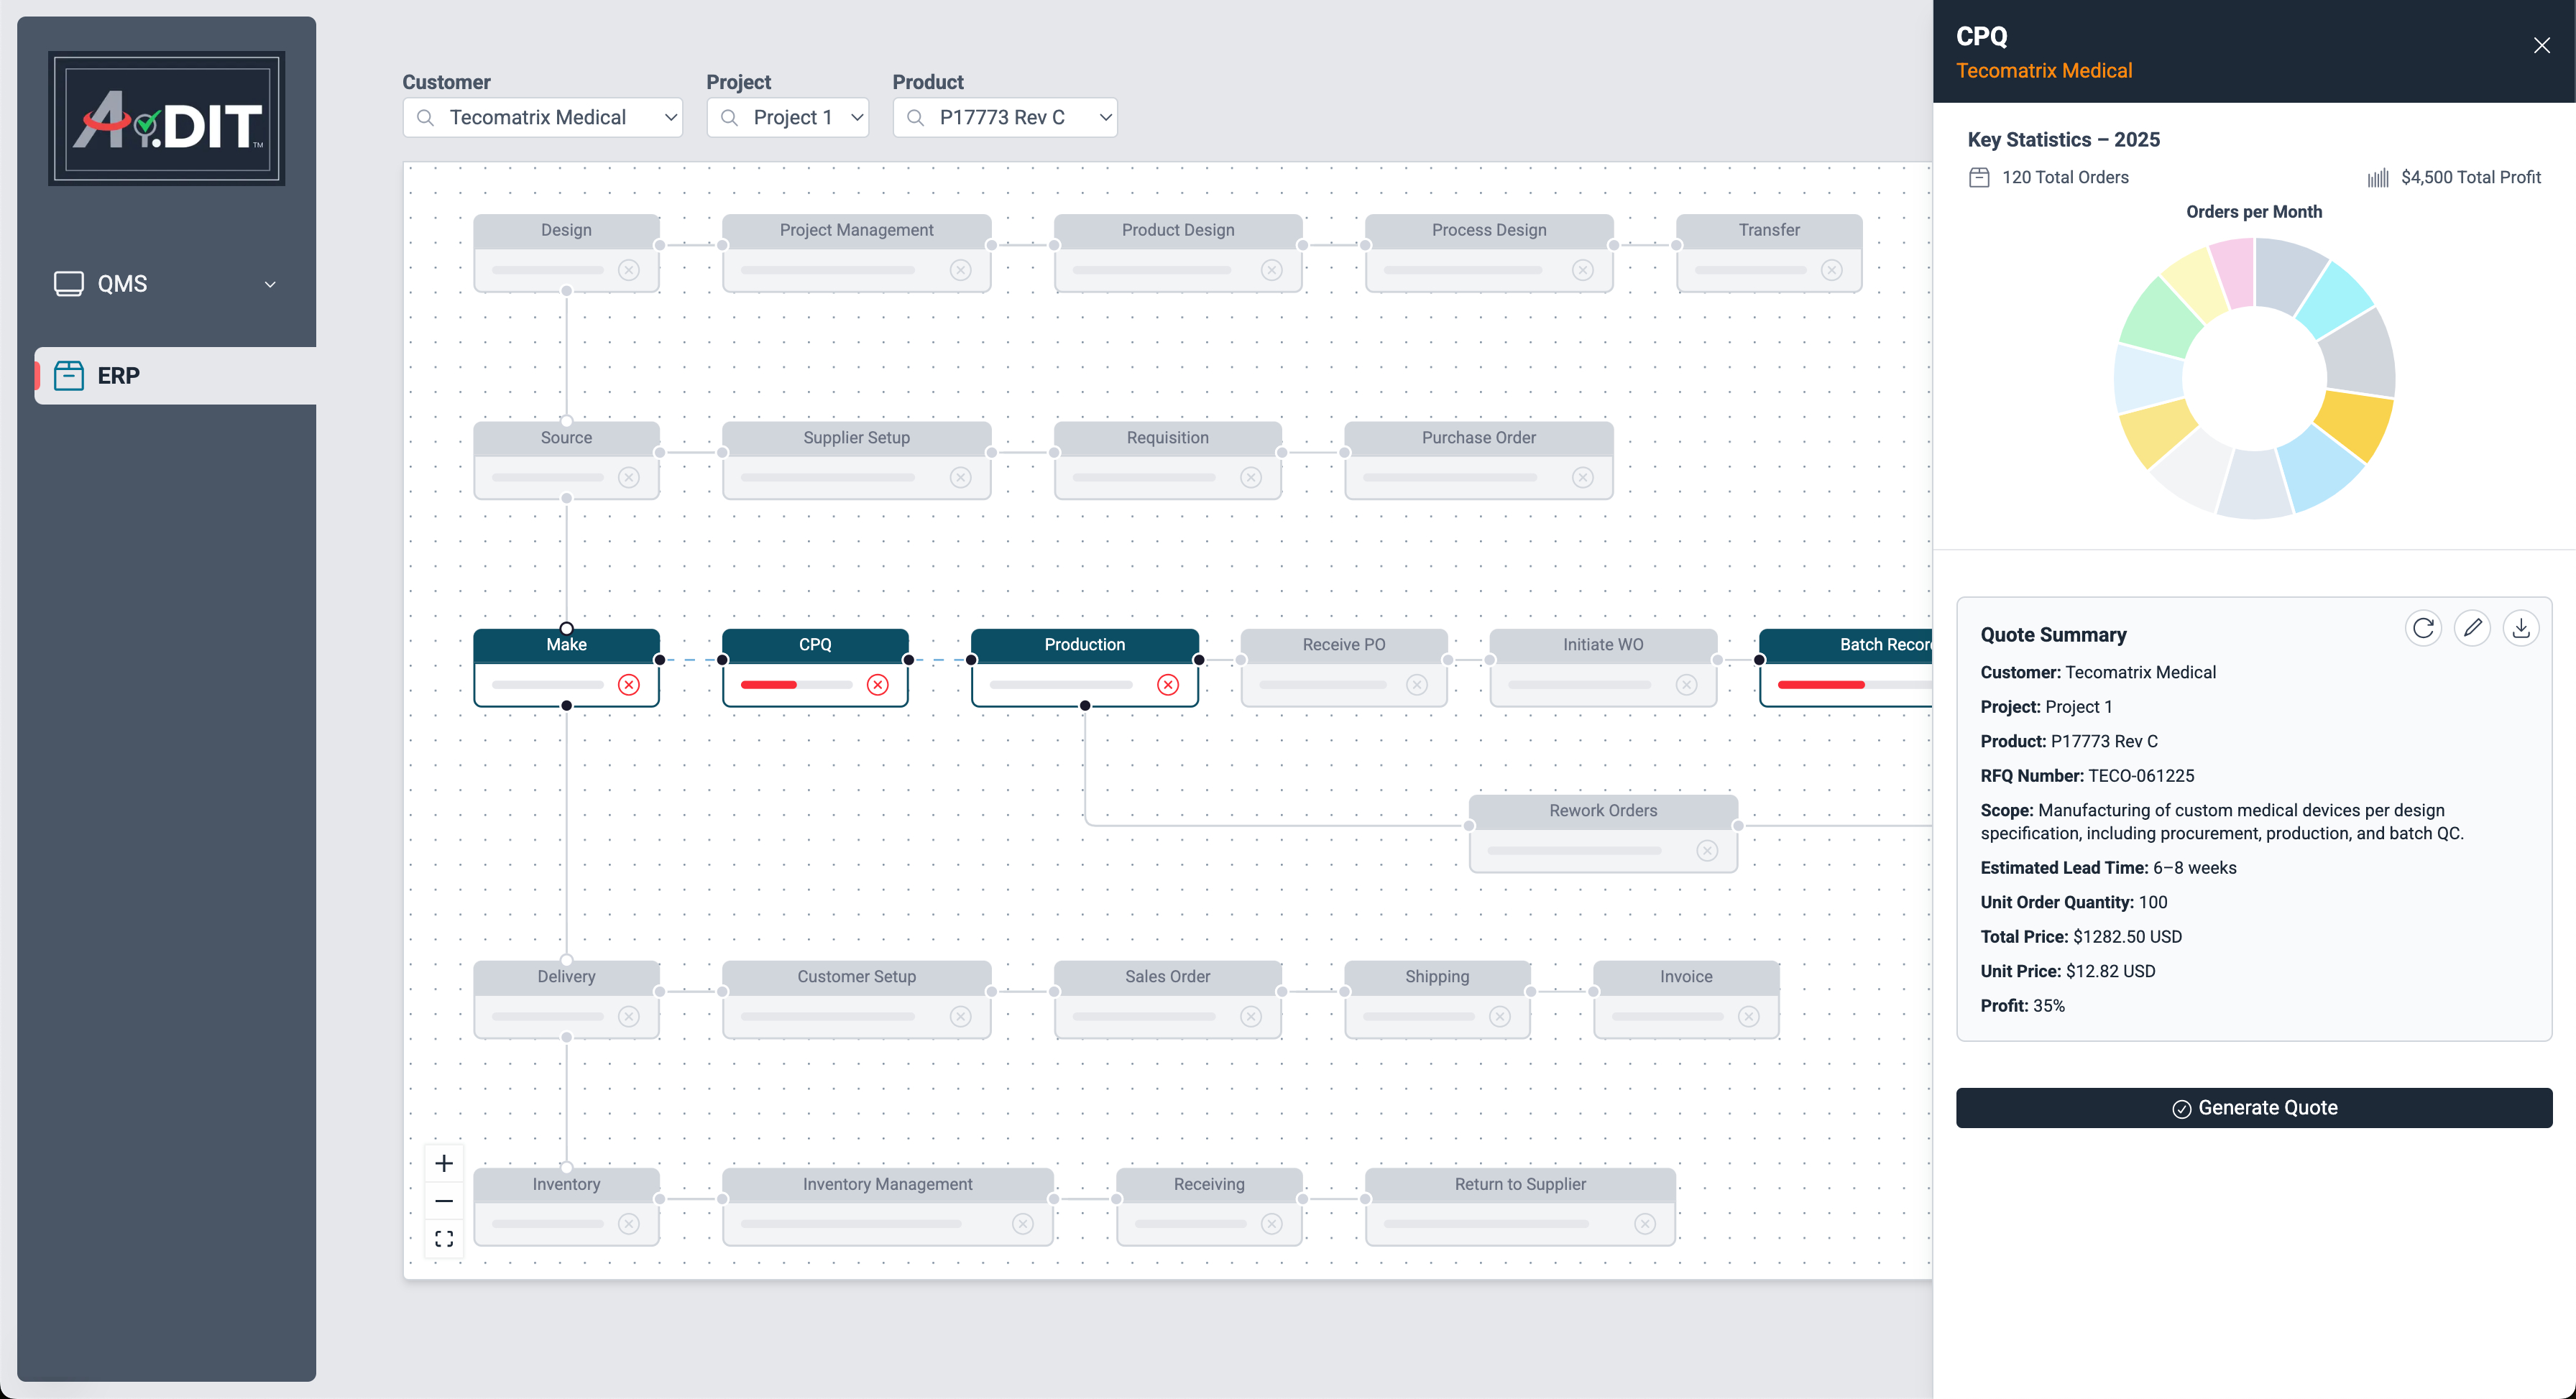 A.DIT™
QMS
ERP
Customer
Project
Product
Tecomatrix Medical
Project 1
P17773 Rev C
Design
Project Management
Product Design
Process Design
Transfer
Source
Supplier Setup
Requisition
Purchase Order
Make
CPQ
Production
Receive PO
Initiate WO
Batch Recor
Rework Orders
Delivery
Customer Setup
Sales Order
Shipping
Invoice
Inventory
Inventory Management
Receiving
Return to Supplier
CPQ
Tecomatrix Medical
Key Statistics – 2025
120 Total Orders
$4,500 Total Profit
Orders per Month
Quote Summary
Customer: Tecomatrix Medical
Project: Project 1
Product: P17773 Rev C
RFQ Number: TECO-061225
Scope: Manufacturing of custom medical devices per design
specification, including procurement, production, and batch QC.
Estimated Lead Time: 6–8 weeks
Unit Order Quantity: 100
Total Price: $1282.50 USD
Unit Price: $12.82 USD
Profit: 35%
Generate Quote